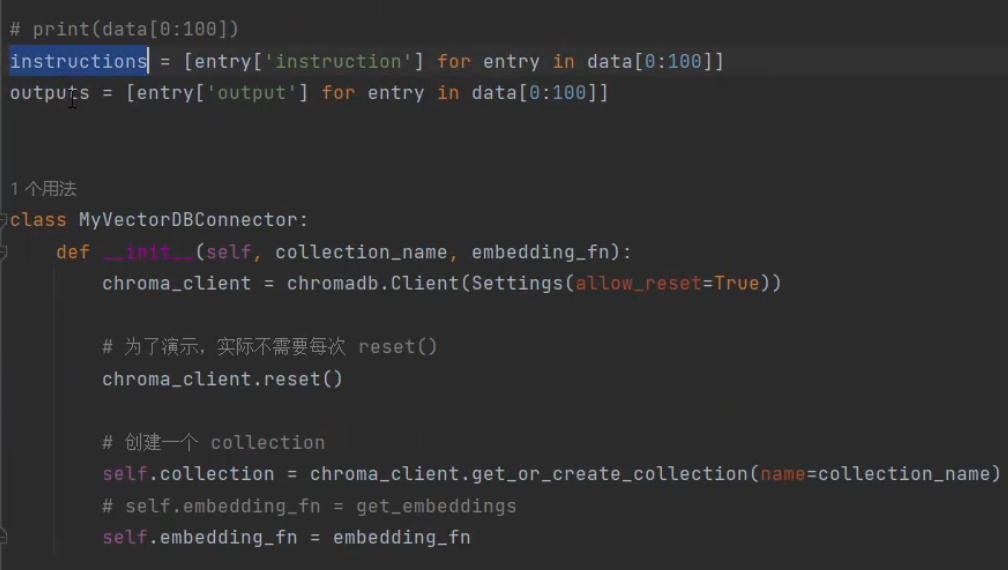 # print(data[0:100])
instructions = [entry['instruction'] for entry in data[0:100]]
outputs = [entry['output'] for entry in data[0:100]]
1 个用法
class MyVectorDBConnector:
def __init__(self, collection_name, embedding_fn):
chroma_client = chromadb.Client(Settings(allow_reset=True))
# 为了演示，实际不需要每次 reset()
chroma_client.reset()
# 创建一个 collection
self.collection = chroma_client.get_or_create_collection(name=collection_name)
# self.embedding_fn = get_embeddings
self.embedding_fn = embedding_fn